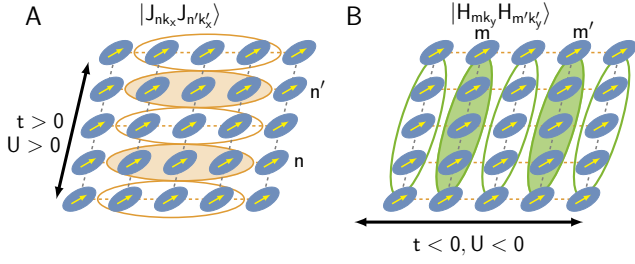 A
|J_{nk_x} J_{n'k'_x}⟩
n'
t > 0
U > 0
n
B
|H_{mk_y} H_{m'k'_y}⟩
m
m'
t < 0, U < 0